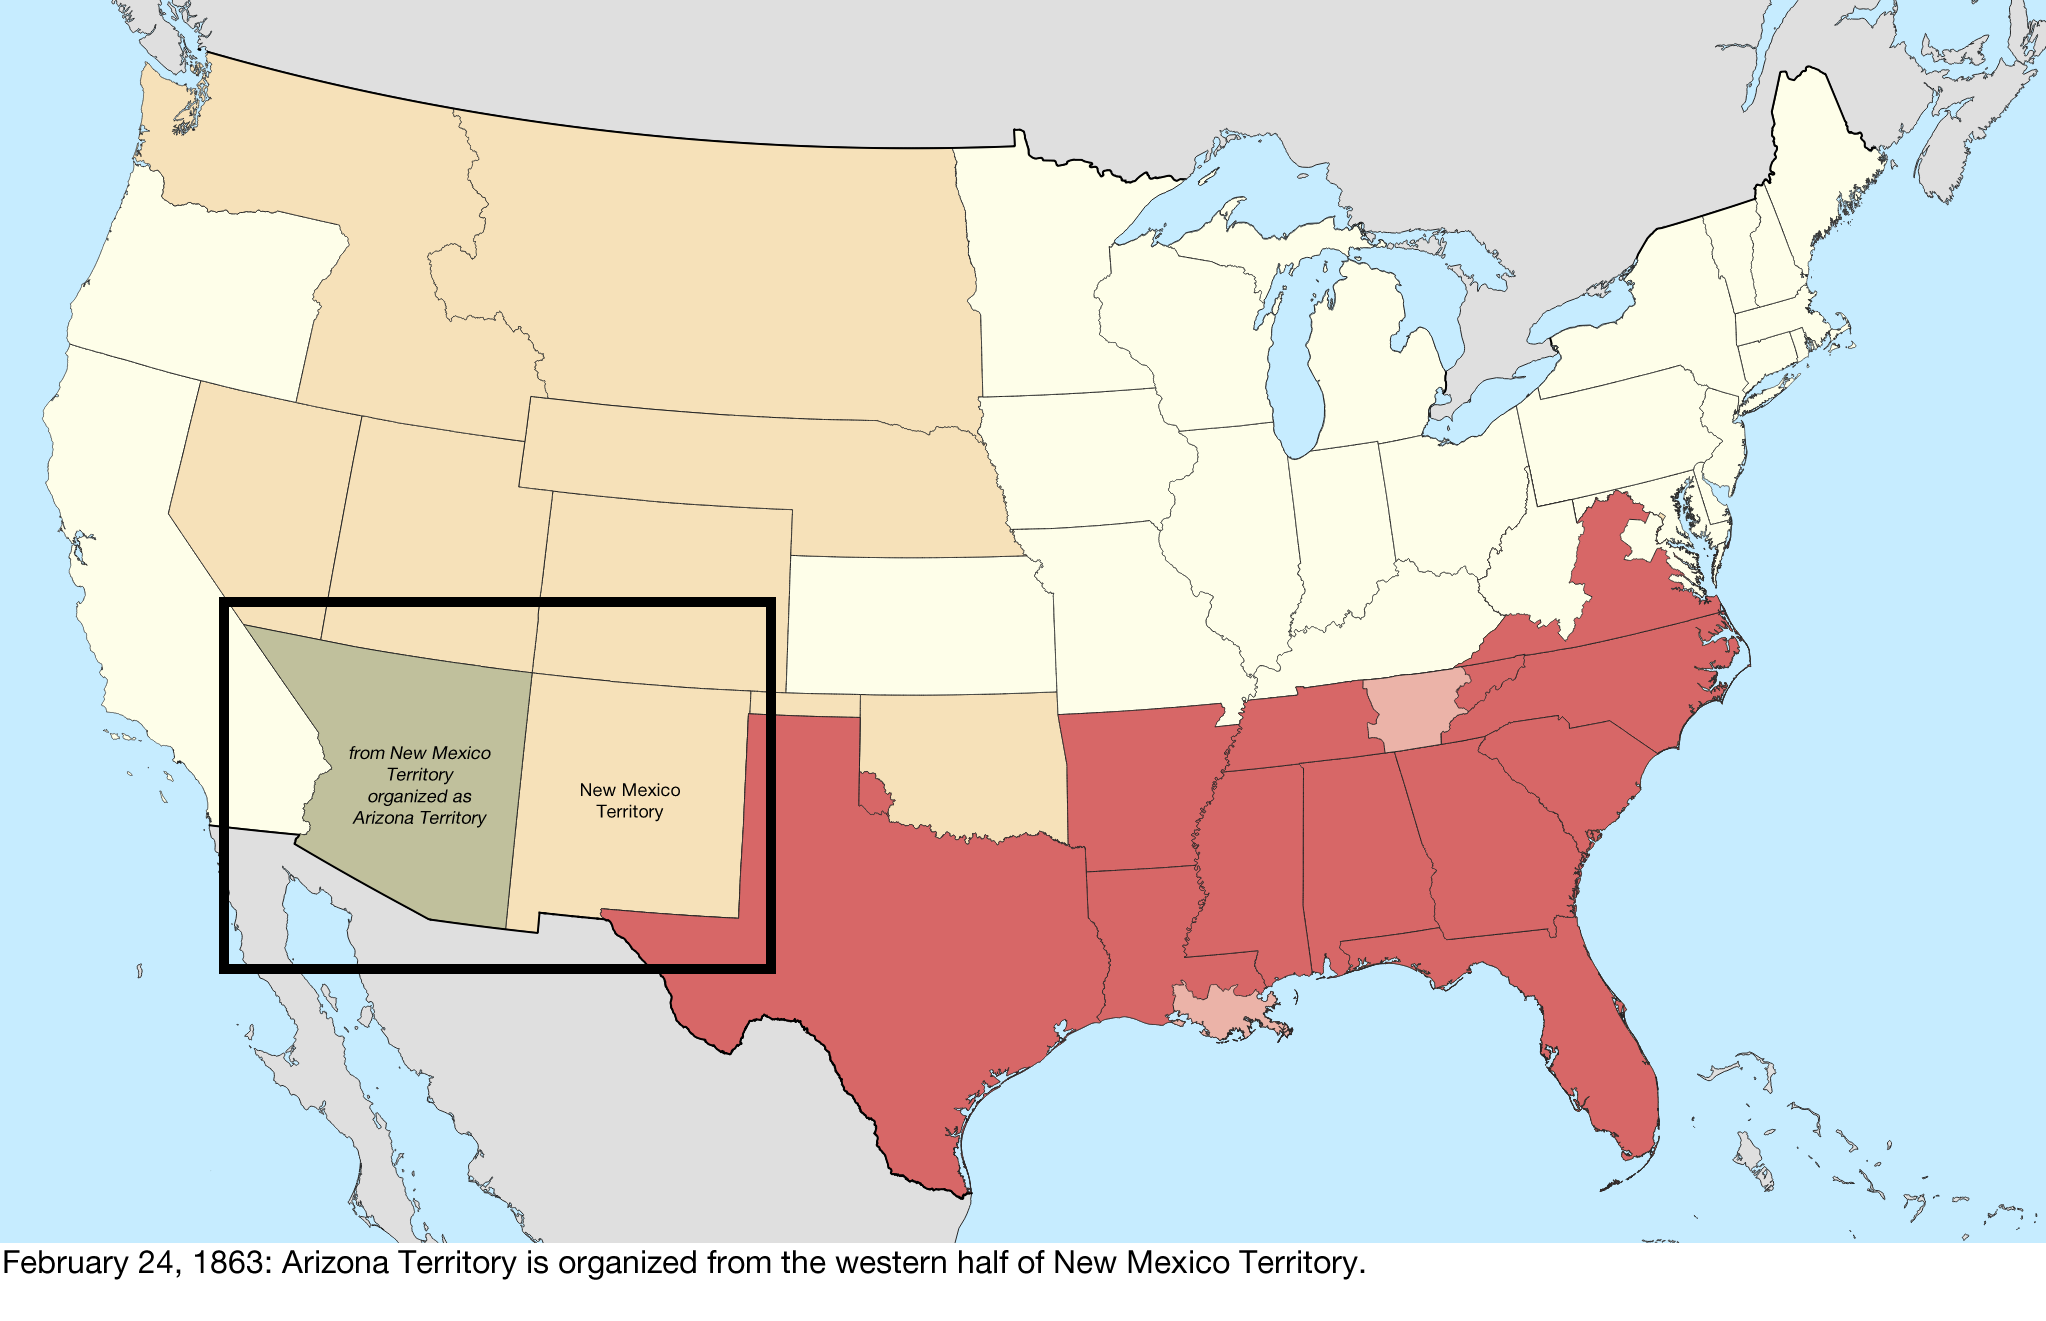 from New Mexico
Territory
organized as
Arizona Territory
New Mexico
Territory
February 24, 1863: Arizona Territory is organized from the western half of New Mexico Territory.